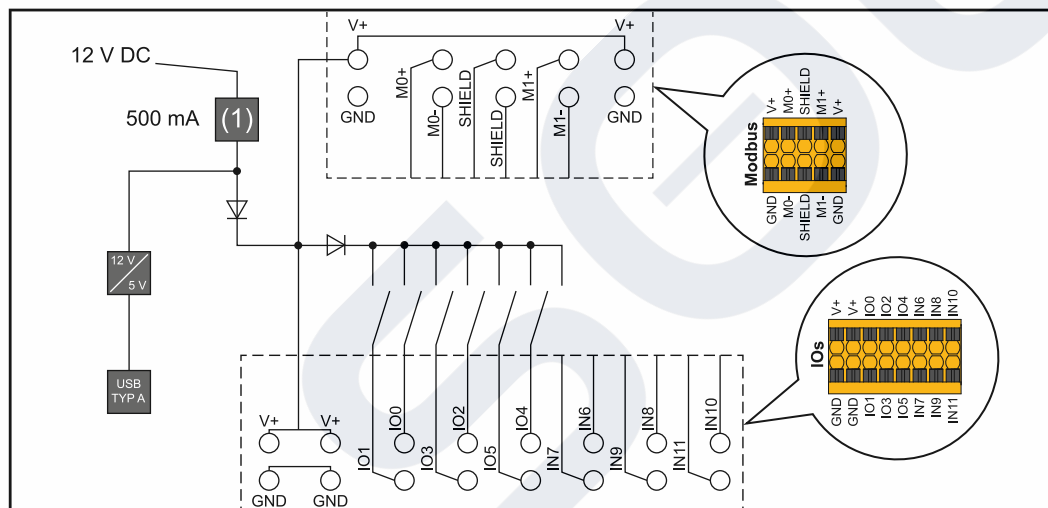 12 V DC
500 mA
(1)
12 V
5 V
USB
TYP A
V+
V+
GND
M0+
M0-
SHIELD
SHIELD
M1+
M1-
GND
Modbus
V+
M0+
SHIELD
M1+
V+
GND
M0-
SHIELD
M1-
GND
V+
V+
GND
GND
IO1
IO0
IO3
IO2
IO5
IO4
IN7
IN6
IN9
IN8
IN11
IN10
IOs
V+
V+
IO0
IO2
IO4
IN6
IN8
IN10
GND
GND
IO1
IO3
IO5
IN7
IN9
IN11